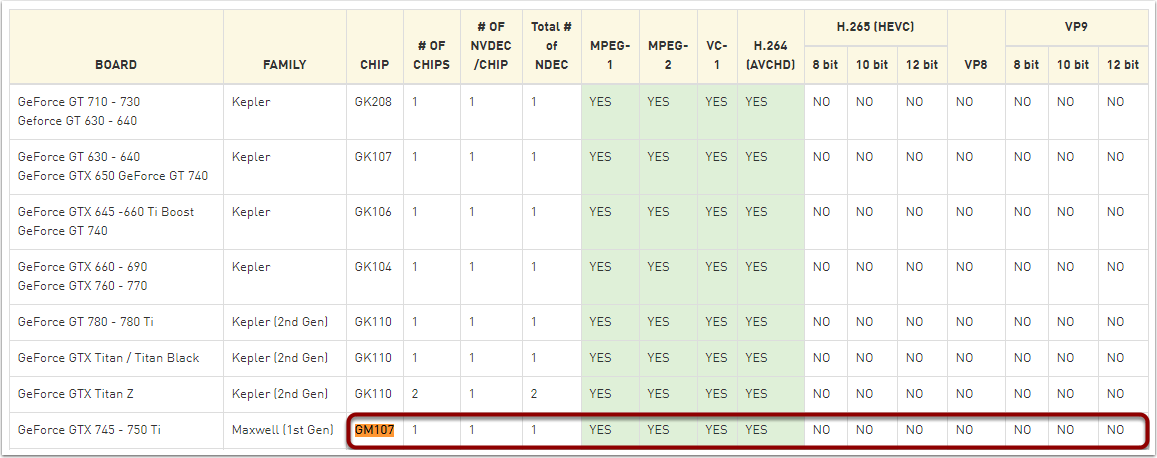 BOARD FAMILY CHIP # OF CHIPS # OF NVDEC /CHIP Total # of NDEC MPEG-1 MPEG-2 VC-1 H.264 (AVCHD) H.265 (HEVC) VP8 VP9
8 bit 10 bit 12 bit 8 bit 10 bit 12 bit
GeForce GT 710 - 730 Kepler GK208 1 1 1 YES YES YES YES NO NO NO NO NO NO NO
Geforce GT 630 - 640
GeForce GT 630 - 640 Kepler GK107 1 1 1 YES YES YES YES NO NO NO NO NO NO NO
GeForce GTX 650 GeForce GT 740
GeForce GTX 645 -660 Ti Boost Kepler GK106 1 1 1 YES YES YES YES NO NO NO NO NO NO NO
GeForce GT 740
GeForce GTX 660 - 690 Kepler GK104 1 1 1 YES YES YES YES NO NO NO NO NO NO NO
GeForce GTX 760 - 770
GeForce GT 780 - 780 Ti Kepler (2nd Gen) GK110 1 1 1 YES YES YES YES NO NO NO NO NO NO NO
GeForce GTX Titan / Titan Black Kepler (2nd Gen) GK110 1 1 1 YES YES YES YES NO NO NO NO NO NO NO
GeForce GTX Titan Z Kepler (2nd Gen) GK110 2 1 2 YES YES YES YES NO NO NO NO NO NO NO
GeForce GTX 745 - 750 Ti Maxwell (1st Gen) GM107 1 1 1 YES YES YES YES NO NO NO NO NO NO NO